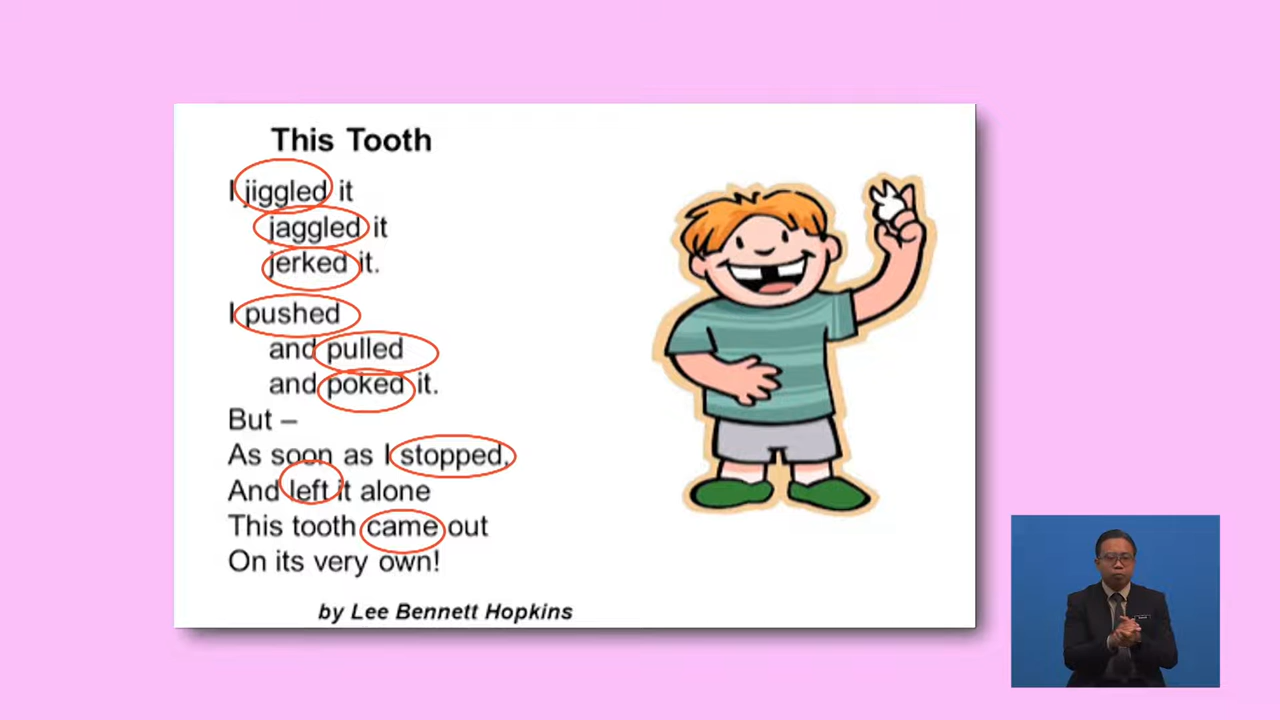 This Tooth
I jiggled it
jaggled it
jerked it.
I pushed
and pulled
and poked it.
But –
As soon as I stopped,
And left it alone
This tooth came out
On its very own!
by Lee Bennett Hopkins